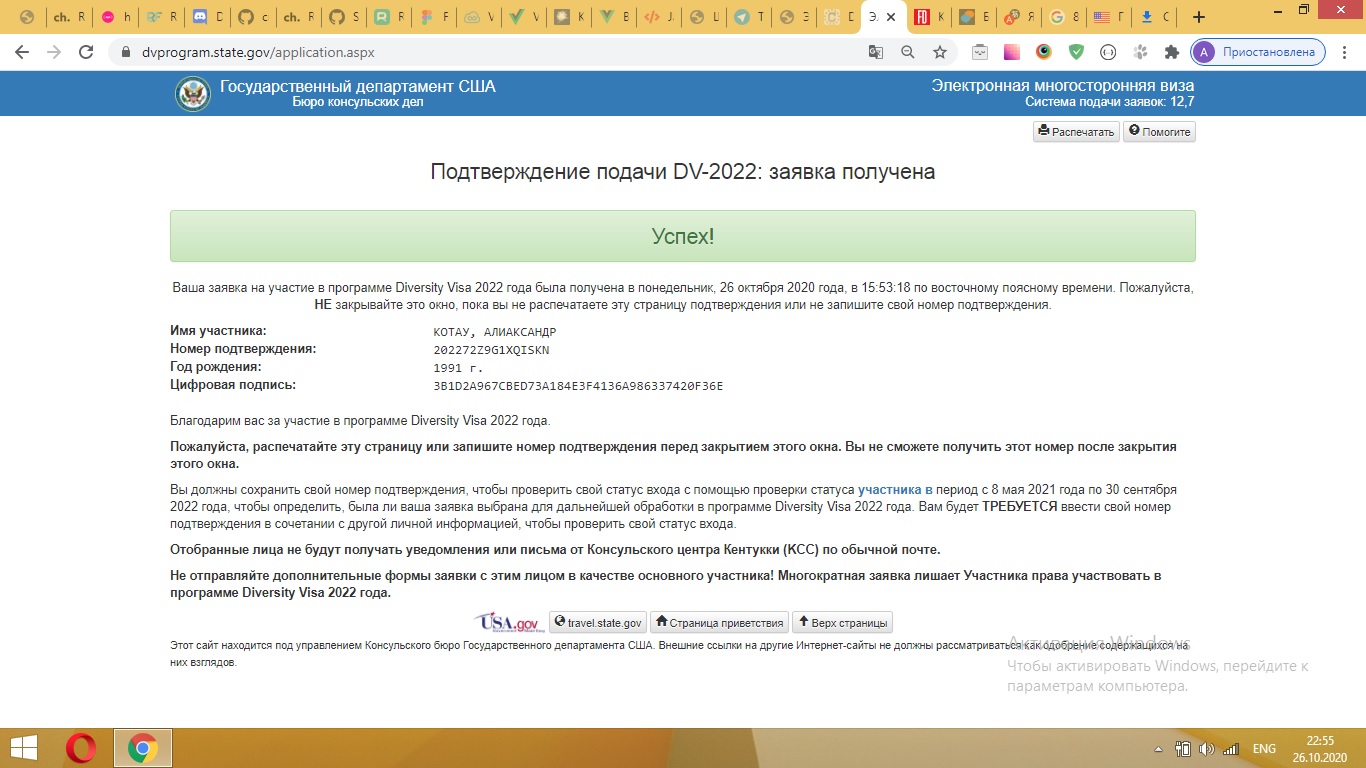 ch. R
h
R
R
D
c
ch. R
S
R
F
V
V
K
B
J
L
T
Э
D
Э.
К
Е
Я
8
Г
С
dvprogram.state.gov/application.aspx
А Приостановлена
Государственный департамент США
Бюро консульских дел
Электронная многосторонняя виза
Система подачи заявок: 12,7
Распечатать
Помогите
Подтверждение подачи DV-2022: заявка получена
Успех!
Ваша заявка на участие в программе Diversity Visa 2022 года была получена в понедельник, 26 октября 2020 года, в 15:53:18 по восточному поясному времени. Пожалуйста,
НЕ закрывайте это окно, пока вы не распечатаете эту страницу подтверждения или не запишите свой номер подтверждения.
Имя участника: КОТАУ, АЛИАКСАНДР
Номер подтверждения: 202272Z9G1XQISKN
Год рождения: 1991 г.
Цифровая подпись: 3B1D2A967CBED73A184E3F4136A986337420F36E
Благодарим вас за участие в программе Diversity Visa 2022 года.
Пожалуйста, распечатайте эту страницу или запишите номер подтверждения перед закрытием этого окна. Вы не сможете получить этот номер после закрытия
этого окна.
Вы должны сохранить свой номер подтверждения, чтобы проверить свой статус входа с помощью проверки статуса участника в период с 8 мая 2021 года по 30 сентября
2022 года, чтобы определить, была ли ваша заявка выбрана для дальнейшей обработки в программе Diversity Visa 2022 года. Вам будет ТРЕБУЕТСЯ ввести свой номер
подтверждения в сочетании с другой личной информацией, чтобы проверить свой статус входа.
Отобранные лица не будут получать уведомления или письма от Консульского центра Кентукки (KCC) по обычной почте.
Не отправляйте дополнительные формы заявки с этим лицом в качестве основного участника! Многократная заявка лишает Участника права участвовать в
программе Diversity Visa 2022 года.
USA.gov
travel.state.gov
Страница приветствия
Верх страницы
Этот сайт находится под управлением Консульского бюро Государственного департамента США. Внешние ссылки на другие Интернет-сайты не должны рассматриваться как одобрение содержащихся на
них взглядов.
Активация Windows
Чтобы активировать Windows, перейдите к
параметрам компьютера.
ENG
22:55
26.10.2020